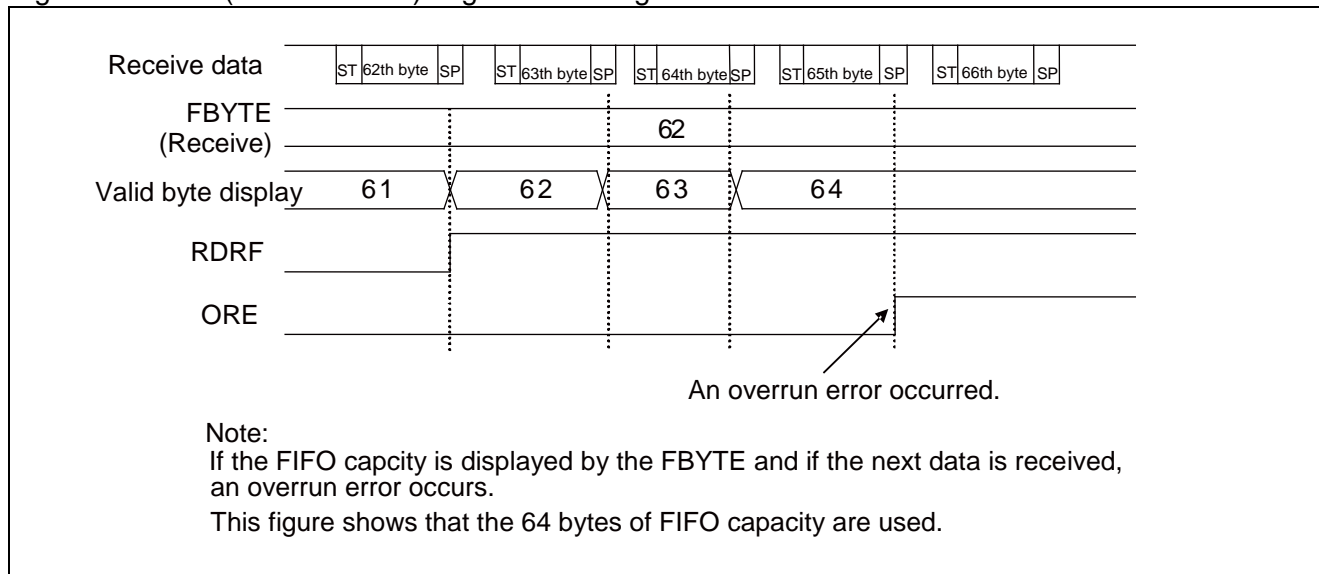 Receive data
ST 62th byte SP ST 63th byte SP ST 64th byte SP ST 65th byte SP ST 66th byte SP
FBYTE
(Receive)
62
Valid byte display
61 62 63 64
RDRF
ORE
An overrun error occurred.
Note:
If the FIFO capcity is displayed by the FBYTE and if the next data is received,
an overrun error occurs.
This figure shows that the 64 bytes of FIFO capacity are used.